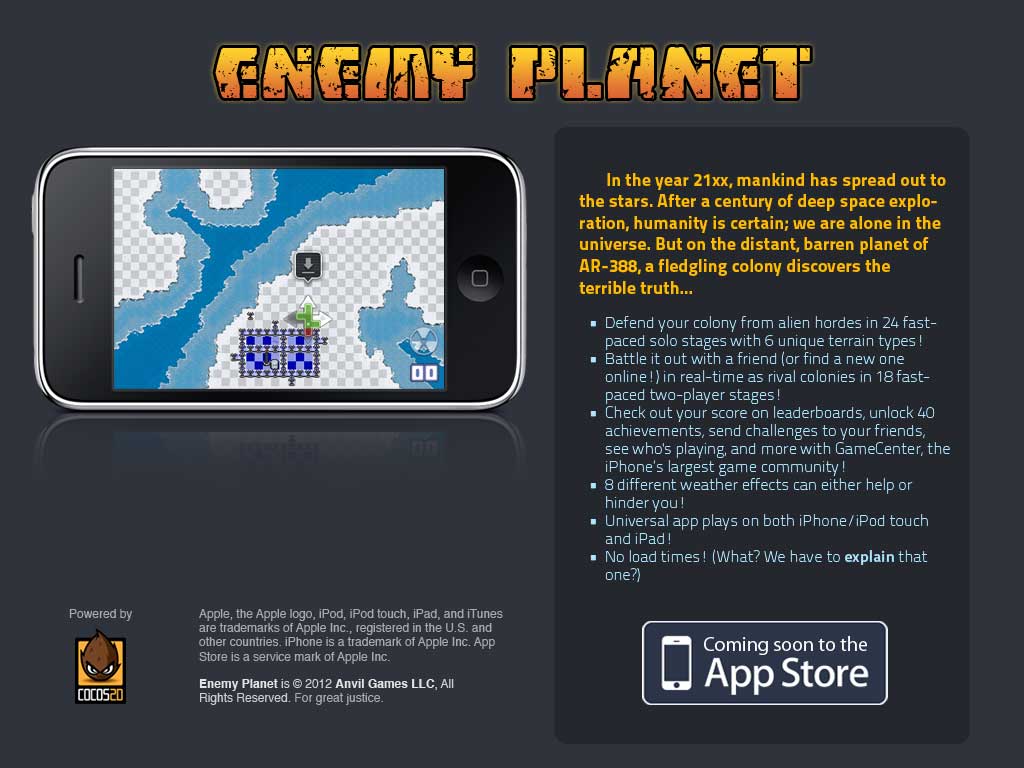 ENEMY PLANET
In the year 21xx, mankind has spread out to
the stars. After a century of deep space explo-
ration, humanity is certain; we are alone in the
universe. But on the distant, barren planet of
AR-388, a fledgling colony discovers the
terrible truth...
▪ Defend your colony from alien hordes in 24 fast-
paced solo stages with 6 unique terrain types!
▪ Battle it out with a friend (or find a new one
online!) in real-time as rival colonies in 18 fast-
paced two-player stages!
▪ Check out your score on leaderboards, unlock 40
achievements, send challenges to your friends,
see who's playing, and more with GameCenter, the
iPhone's largest game community!
▪ 8 different weather effects can either help or
hinder you!
▪ Universal app plays on both iPhone/iPod touch
and iPad!
▪ No load times! (What? We have to explain that
one?)
00
Powered by
COCOS2D
Apple, the Apple logo, iPod, iPod touch, iPad, and iTunes
are trademarks of Apple Inc., registered in the U.S. and
other countries. iPhone is a trademark of Apple Inc. App
Store is a service mark of Apple Inc.
Enemy Planet is © 2012 Anvil Games LLC, All
Rights Reserved. For great justice.
Coming soon to the
App Store